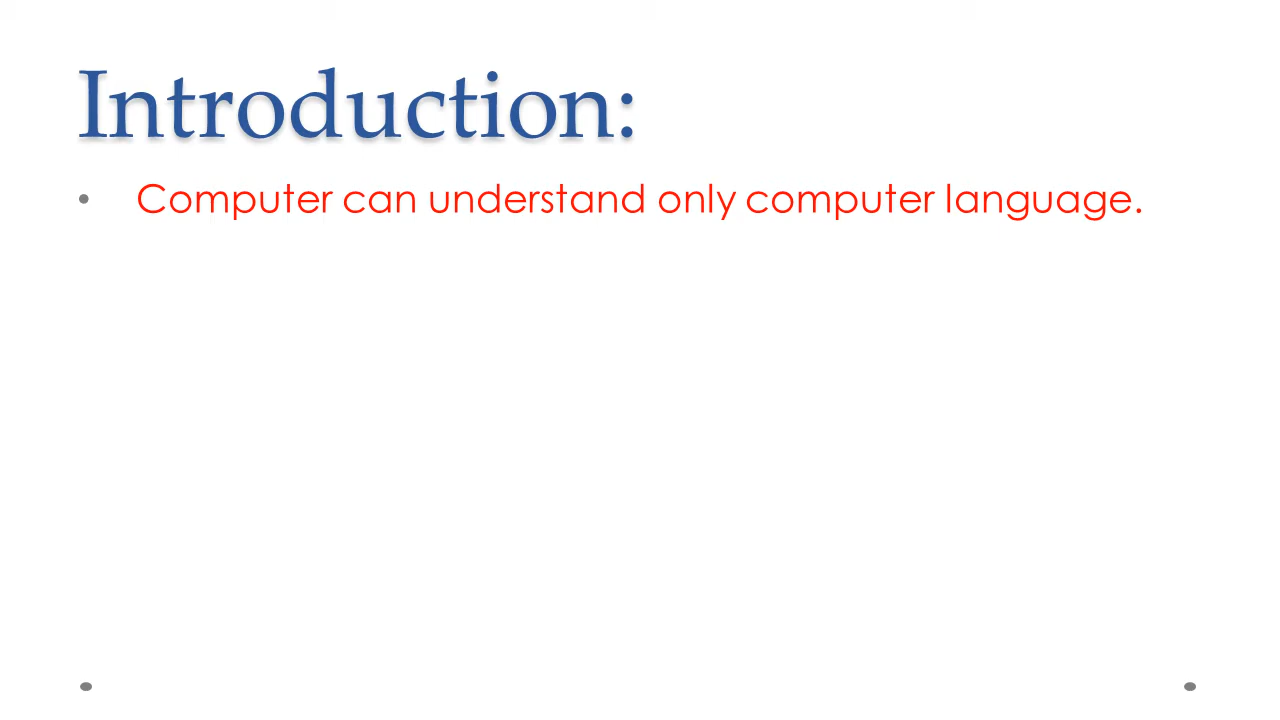 Introduction:
• Computer can understand only computer language.